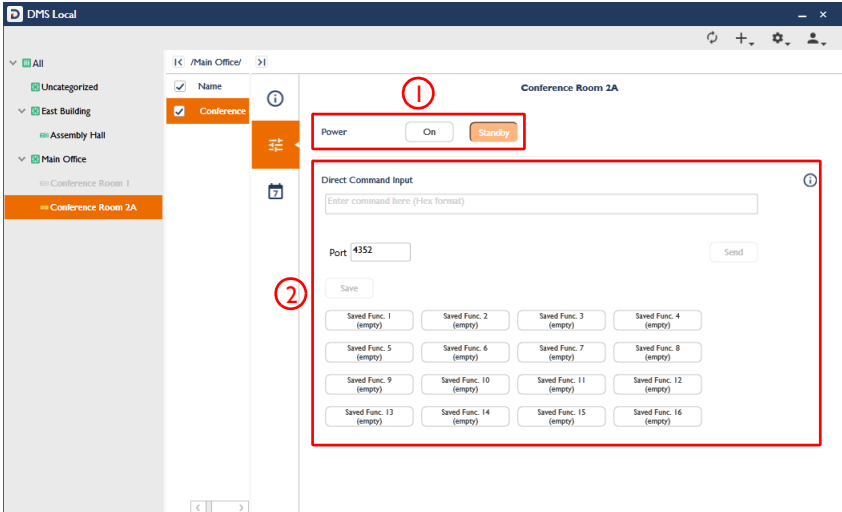 DMS Local
All
Uncategorized
East Building
Assembly Hall
Main Office
Conference Room 1
Conference Room 2A
/Main Office/
Name
Conference
7
Conference Room 2A
1
Power
On
Standby
2
Direct Command Input
Enter command here (Hex format)
Port
4352
Send
Save
Saved Func. 1
(empty)
Saved Func. 2
(empty)
Saved Func. 3
(empty)
Saved Func. 4
(empty)
Saved Func. 5
(empty)
Saved Func. 6
(empty)
Saved Func. 7
(empty)
Saved Func. 8
(empty)
Saved Func. 9
(empty)
Saved Func. 10
(empty)
Saved Func. 11
(empty)
Saved Func. 12
(empty)
Saved Func. 13
(empty)
Saved Func. 14
(empty)
Saved Func. 15
(empty)
Saved Func. 16
(empty)